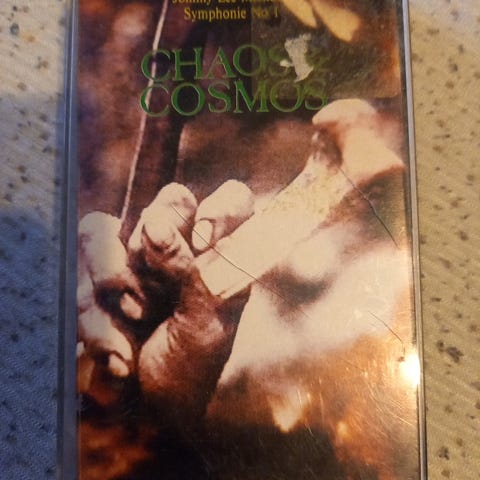 Johnny Lee
Symphonie No 1
CHAOS &
COSMOS